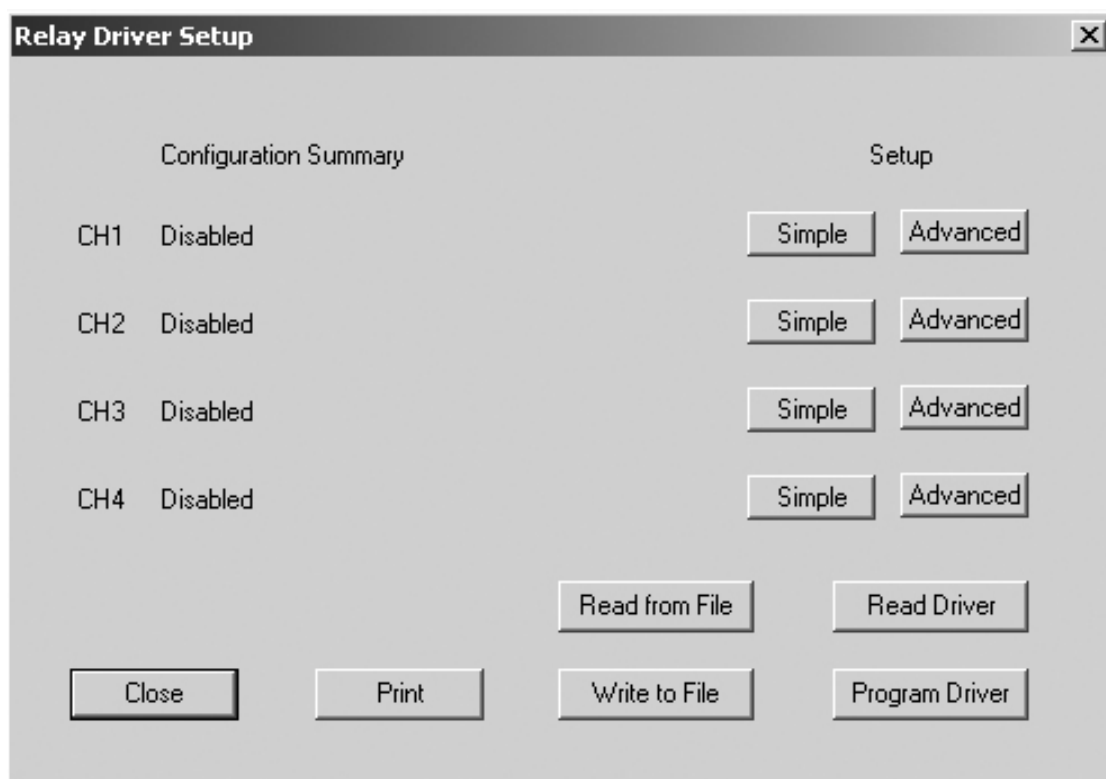 Relay Driver Setup
Configuration Summary Setup
CH1 Disabled Simple Advanced
CH2 Disabled Simple Advanced
CH3 Disabled Simple Advanced
CH4 Disabled Simple Advanced
Read from File Read Driver
Close Print Write to File Program Driver